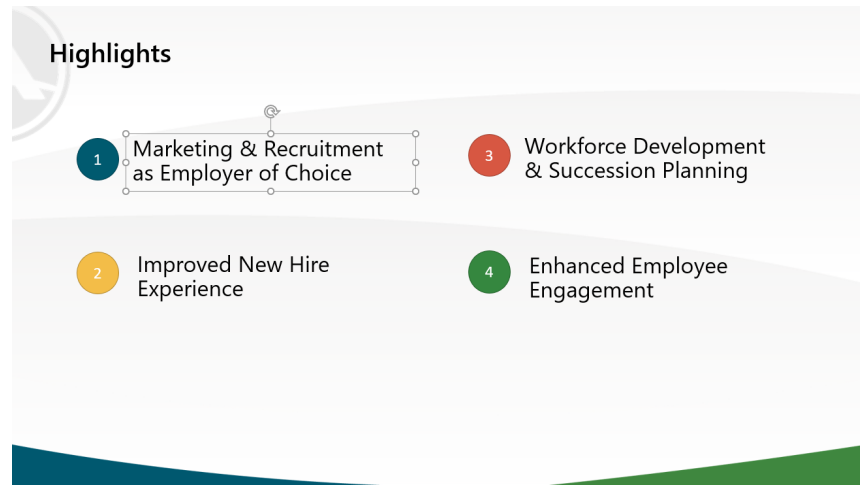 Highlights
1
Marketing & Recruitment
as Employer of Choice
2
Improved New Hire
Experience
3
Workforce Development
& Succession Planning
4
Enhanced Employee
Engagement